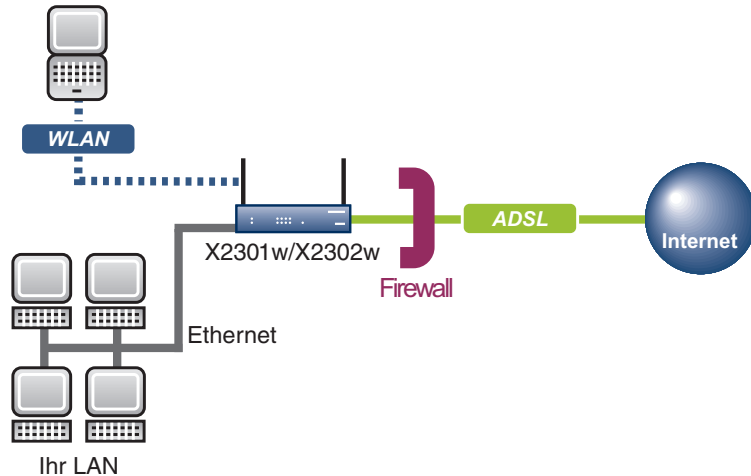 WLAN
X2301w/X2302w
ADSL
Internet
Firewall
Ethernet
Ihr LAN